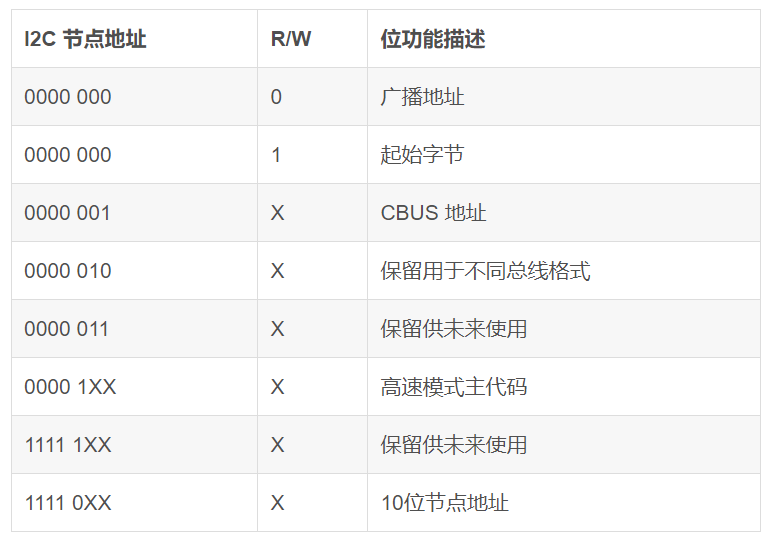 I2C 节点地址 R/W 位功能描述
0000 000 0 广播地址
0000 000 1 起始字节
0000 001 X CBUS 地址
0000 010 X 保留用于不同总线格式
0000 011 X 保留供未来使用
0000 1XX X 高速模式主代码
1111 1XX X 保留供未来使用
1111 0XX X 10位节点地址